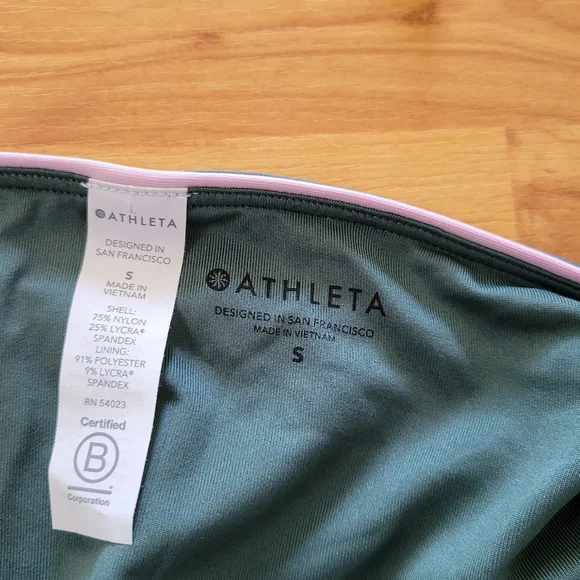 ATHLETA
DESIGNED IN
SAN FRANCISCO
S
MADE IN
VIETNAM
SHELL:
75% NYLON
25% LYCRA®
SPANDEX
LINING:
91% POLYESTER
9% LYCRA®
SPANDEX
RN 54023
Certified
B
Corporation
ATHLETA
DESIGNED IN SAN FRANCISCO
MADE IN VIETNAM
S